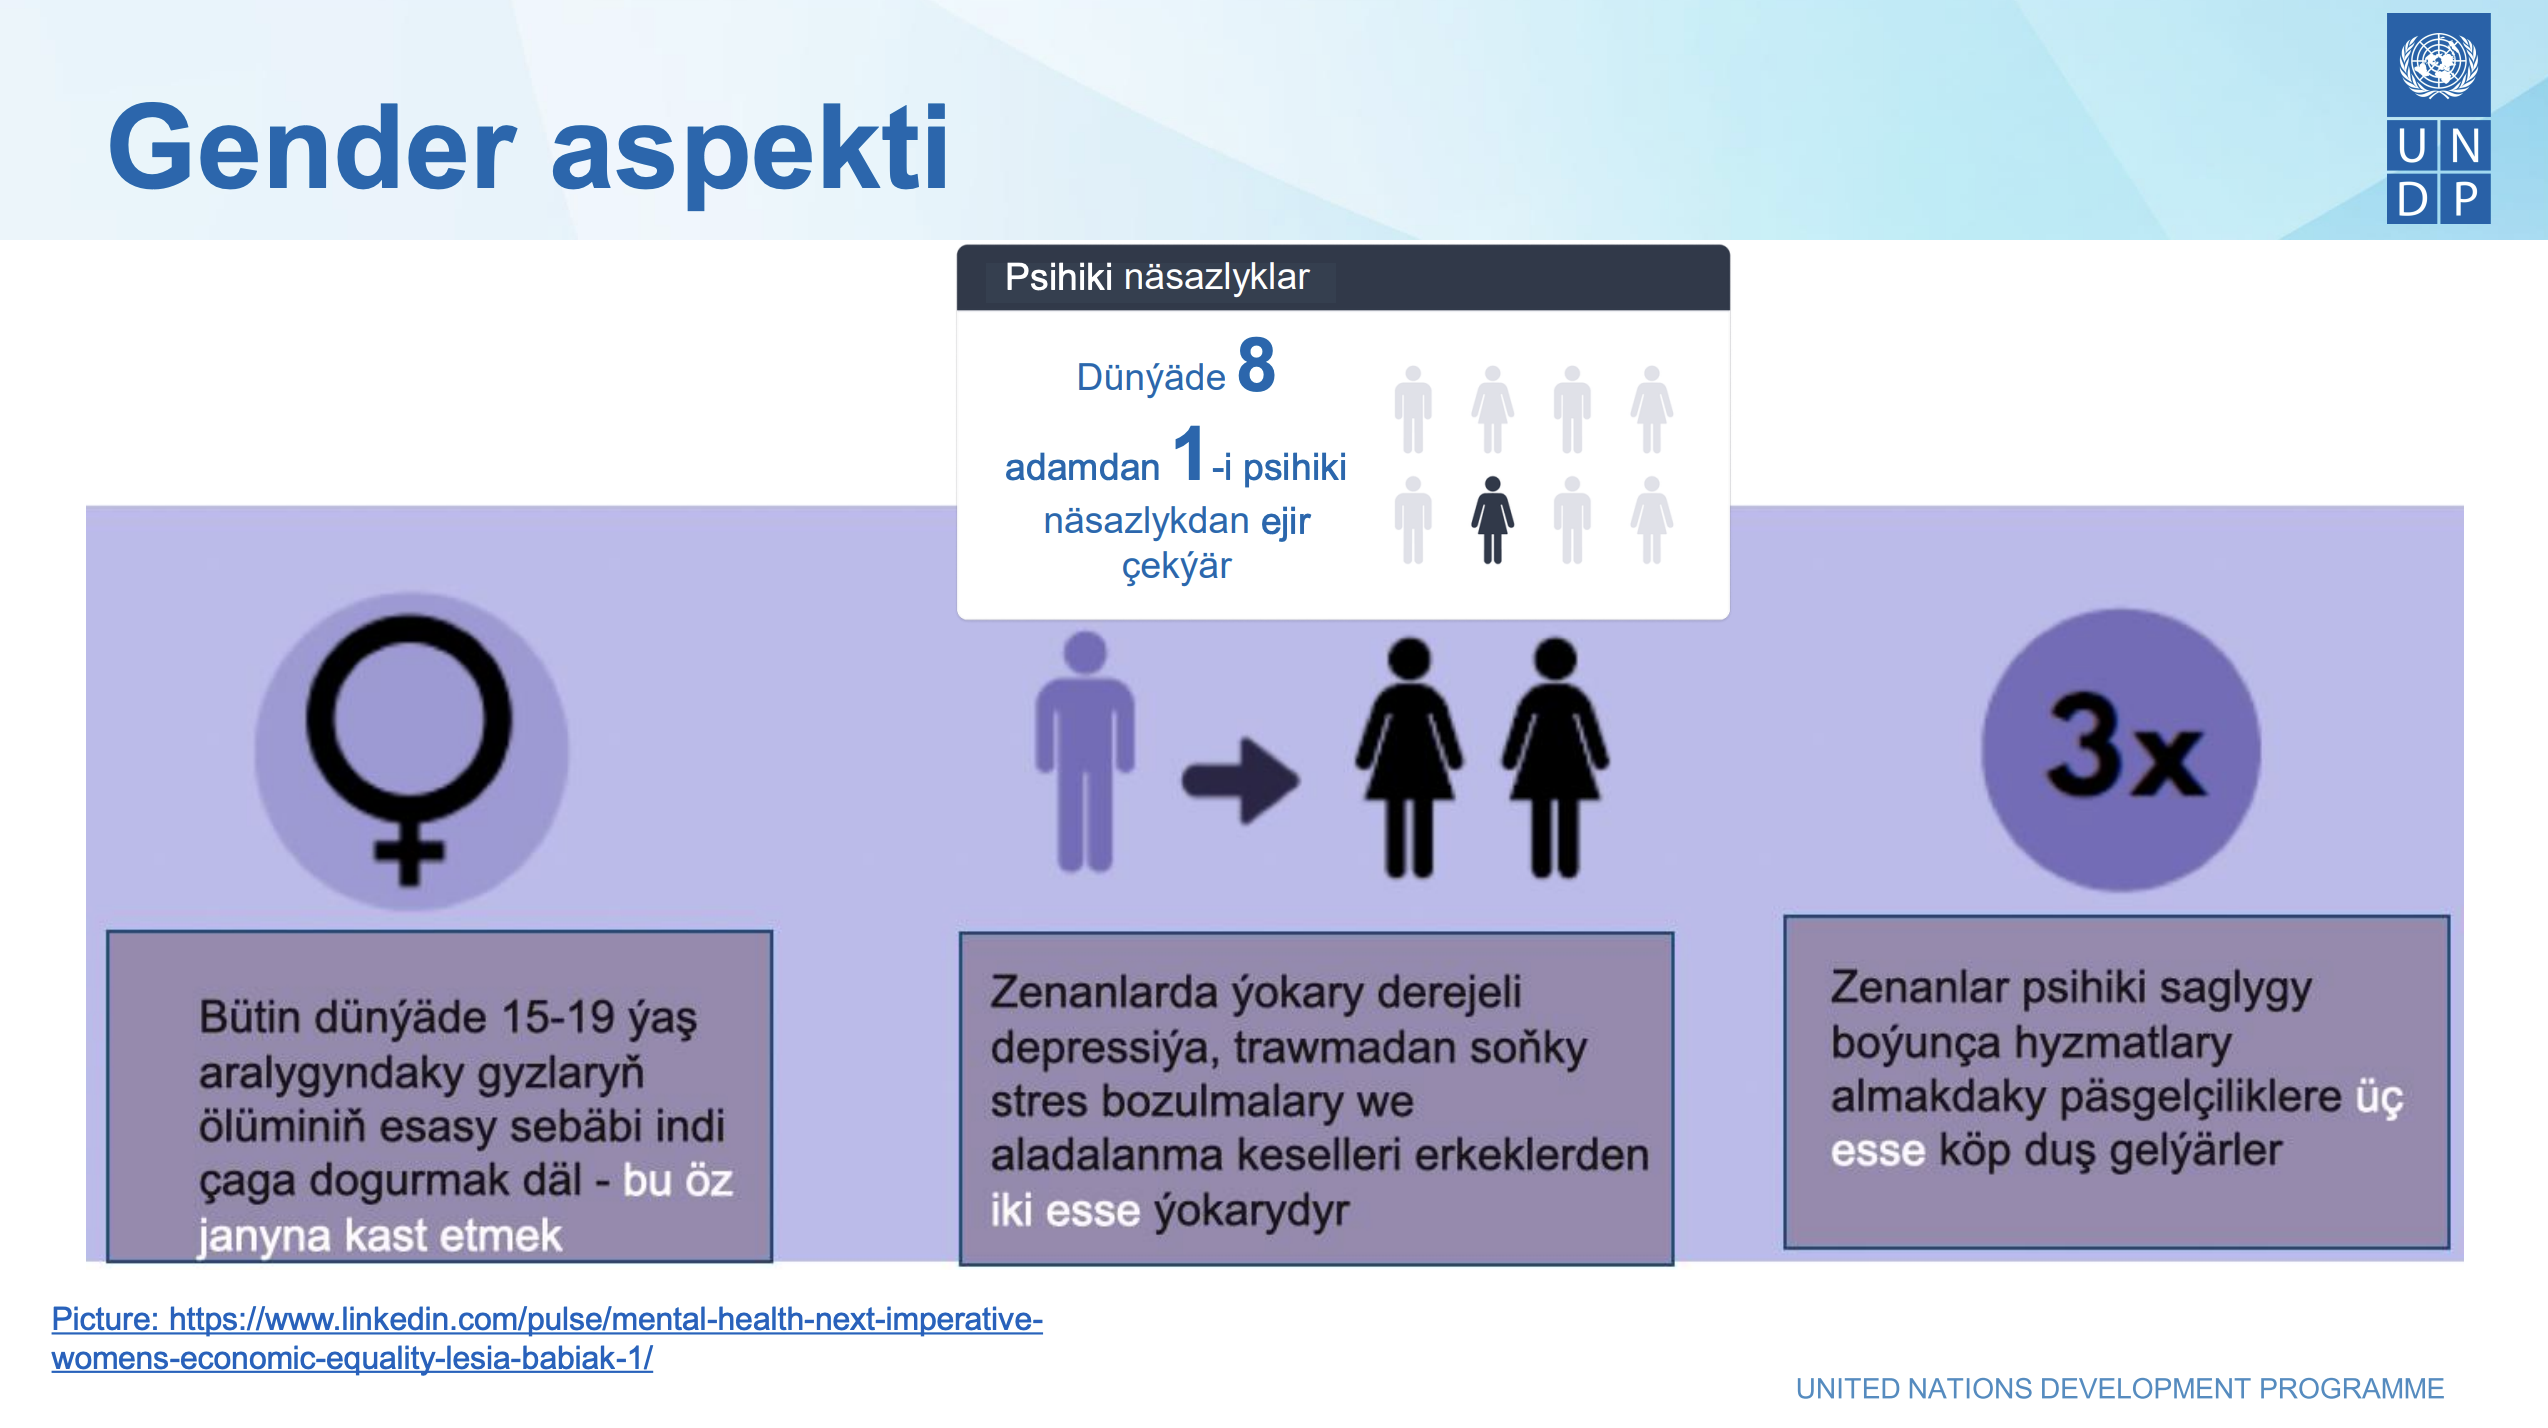 Gender aspekti
UN
DP
Psihiki näsazlyklar
Dünýäde 8
adamdan 1-i psihiki
näsazlykdan ejir
çekýär
3x
Bütin dünýäde 15-19 ýaş
aralygyndaky gyzlaryň
ölüminiň esasy sebäbi indi
çaga dogurmak däl - bu öz
janyna kast etmek
Zenanlarda ýokary derejeli
depressiýa, trawmadan soňky
stres bozulmalary we
aladalanma keselleri erkeklerden
iki esse ýokarydyr
Zenanlar psihiki saglygy
boýunça hyzmatlary
almakdaky päsgelçiliklere üç
esse köp duş gelýärler
Picture: https://www.linkedin.com/pulse/mental-health-next-imperative-
womens-economic-equality-lesia-babiak-1/
UNITED NATIONS DEVELOPMENT PROGRAMME